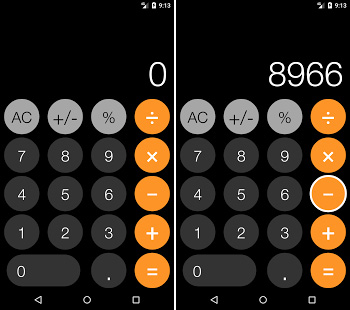 9:13
0
AC +/- % ÷
7 8 9 ×
4 5 6 −
1 2 3 +
0 . =
9:13
8966
AC +/- % ÷
7 8 9 ×
4 5 6 −
1 2 3 +
0 . =